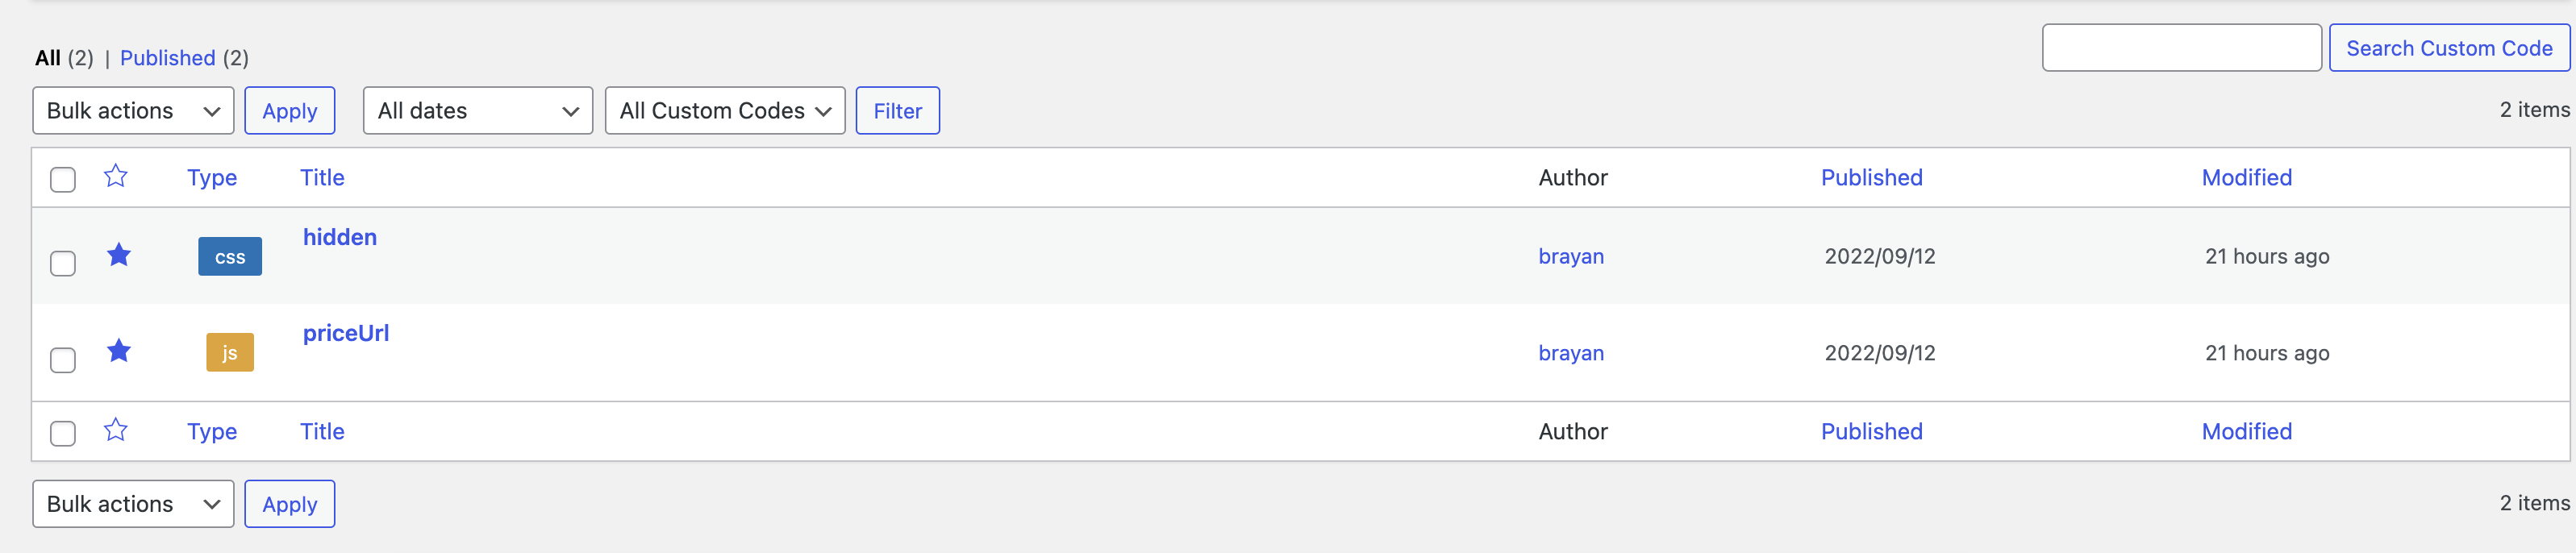 All (2) | Published (2)
Search Custom Code
Bulk actions Apply All dates All Custom Codes Filter 2 items
Type Title Author Published Modified
css hidden brayan 2022/09/12 21 hours ago
js priceUrl brayan 2022/09/12 21 hours ago
Type Title Author Published Modified
Bulk actions Apply 2 items